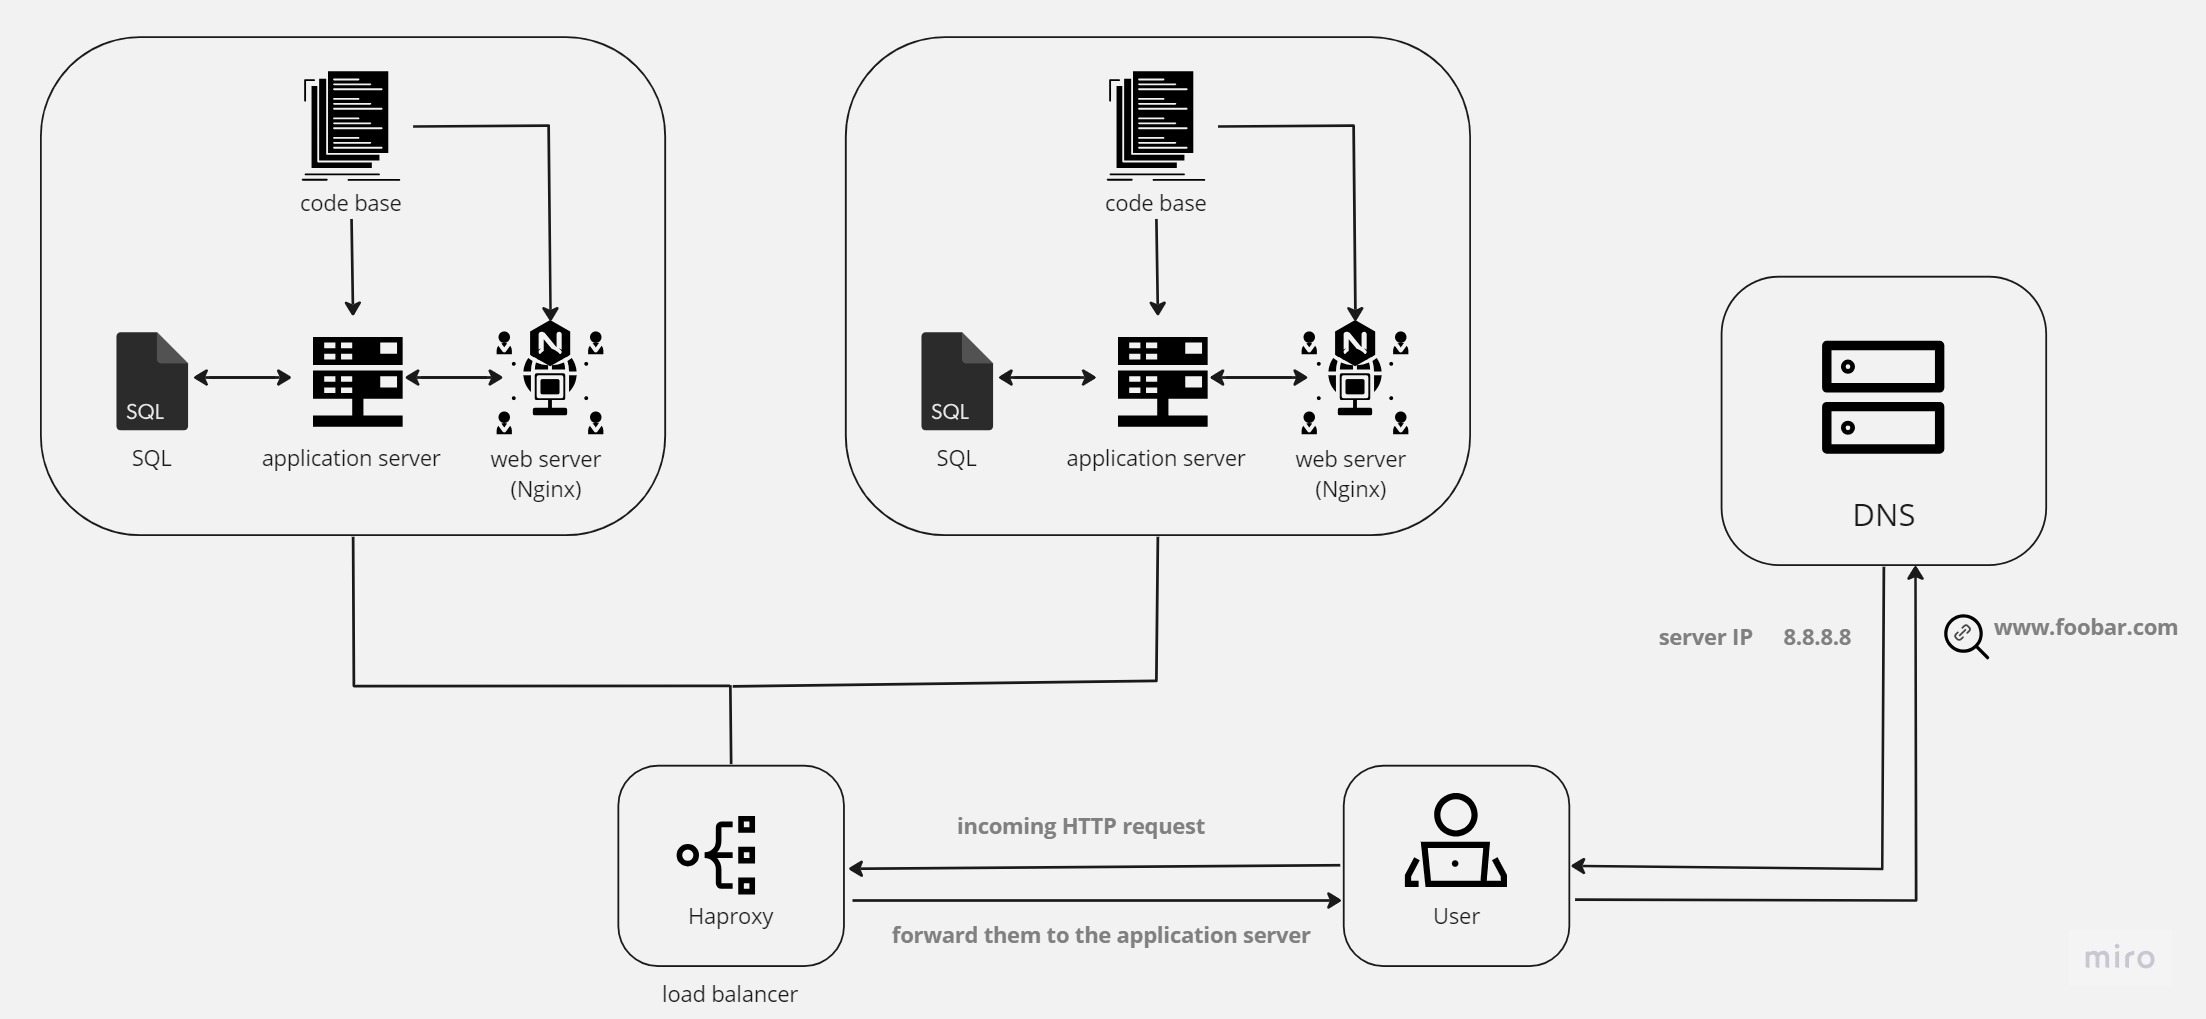 code base
SQL
SQL
application server
N
web server
(Nginx)
code base
SQL
SQL
application server
N
web server
(Nginx)
DNS
server IP 8.8.8.8
www.foobar.com
incoming HTTP request
Haproxy
User
forward them to the application server
load balancer
miro